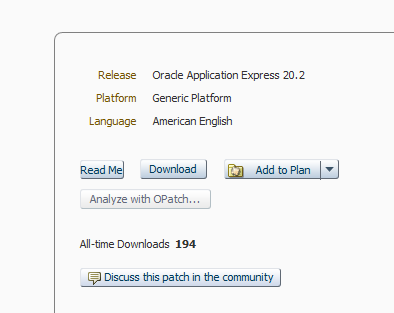 Release Oracle Application Express 20.2
Platform Generic Platform
Language American English
Read Me Download Add to Plan
Analyze with OPatch...
All-time Downloads 194
Discuss this patch in the community